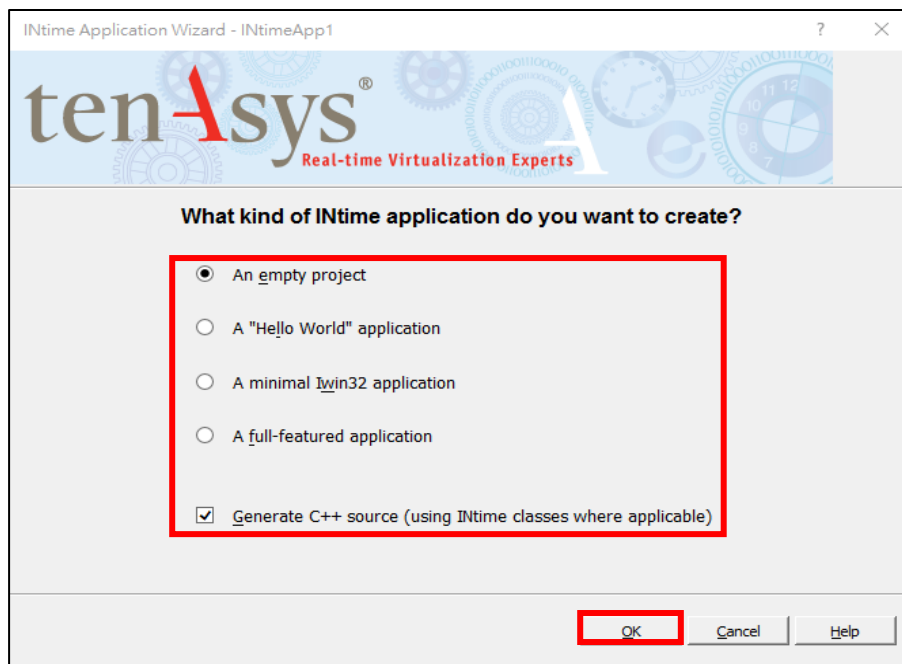 INtime Application Wizard - INtimeApp1
?
tenAsys®
Real-time Virtualization Experts
What kind of INtime application do you want to create?
An empty project
A "Hello World" application
A minimal Iwin32 application
A full-featured application
Generate C++ source (using INtime classes where applicable)
OK Cancel Help